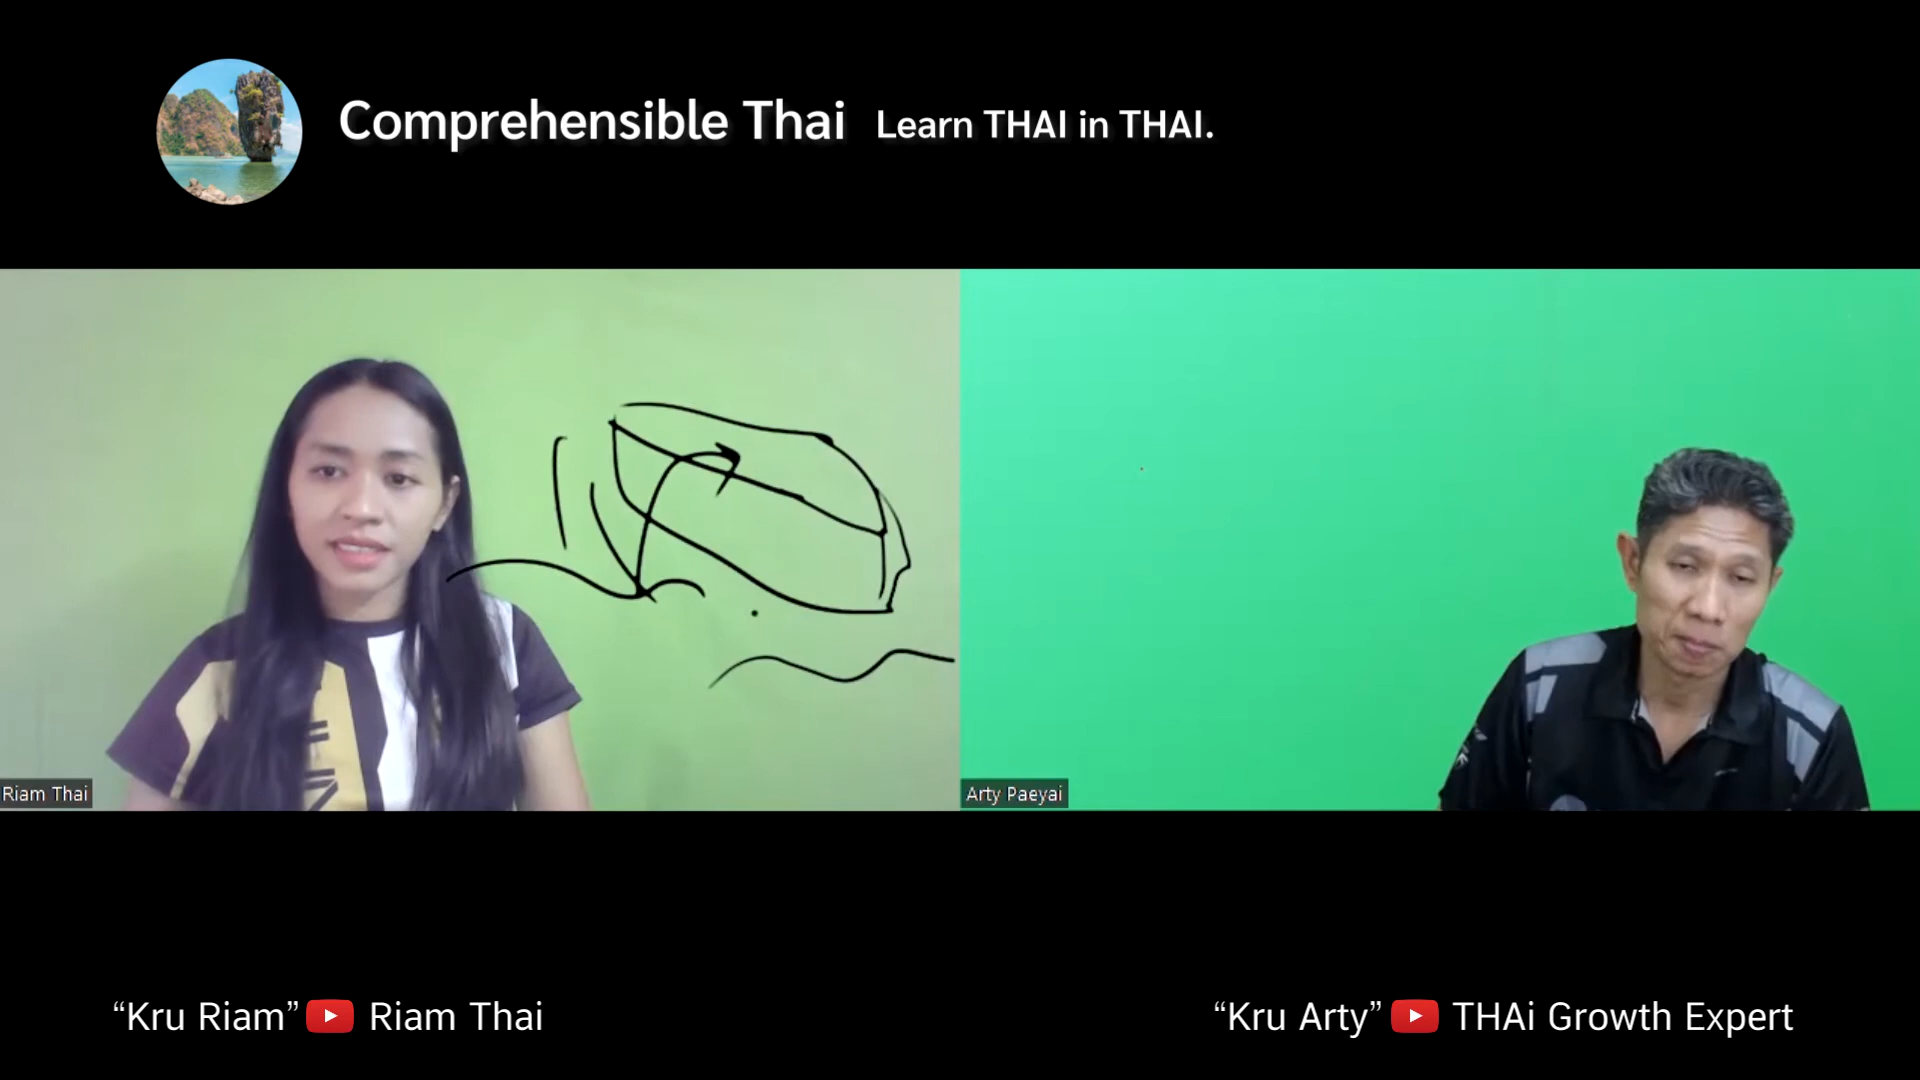 Comprehensible Thai Learn THAI in THAI.
Riam Thai
Arty Paeyai
“Kru Riam” Riam Thai
“Kru Arty” THAi Growth Expert